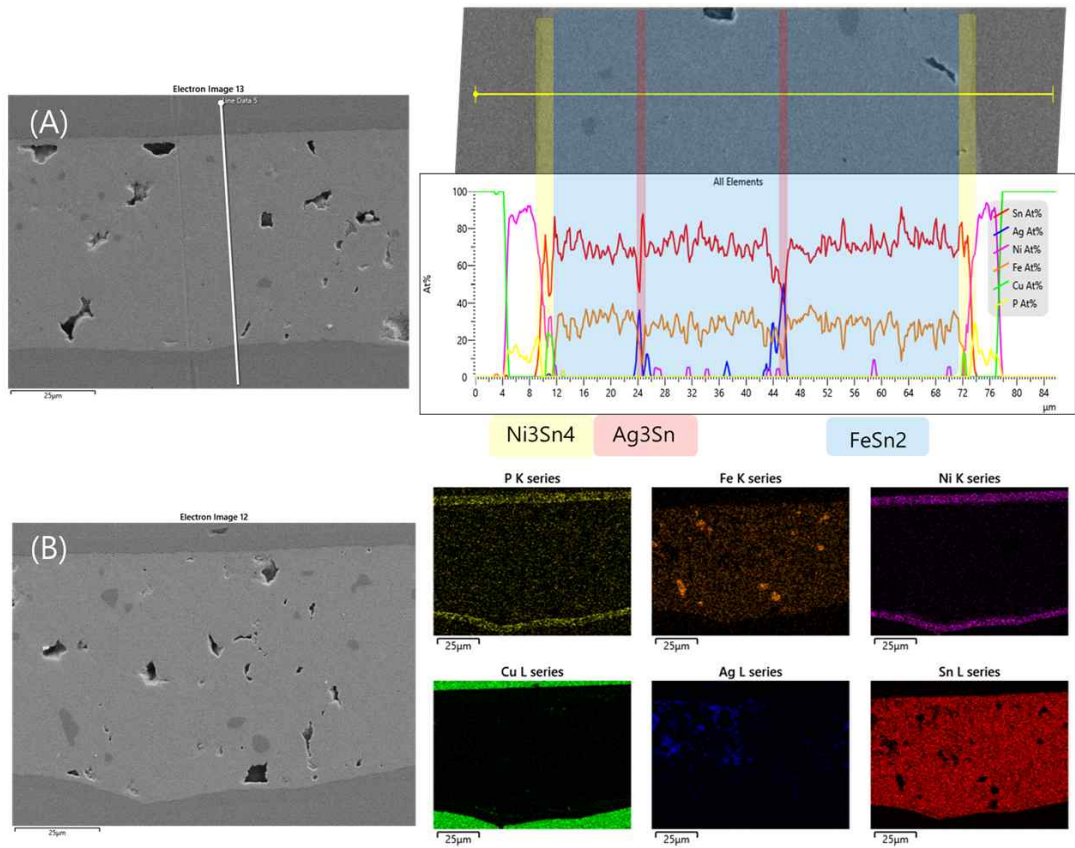 Electron Image 13
(A)
Line Data 5
25µm
All Elements
At%
100
80
60
40
20
0
Sn At%
Ag At%
Ni At%
Fe At%
Cu At%
P At%
0 4 8 12 16 20 24 28 32 36 40 44 48 52 56 60 64 68 72 76 80 84
µm
Ni3Sn4
Ag3Sn
FeSn2
Electron Image 12
(B)
25µm
P K series
Fe K series
Ni K series
25µm
25µm
25µm
Cu L series
Ag L series
Sn L series
25µm
25µm
25µm